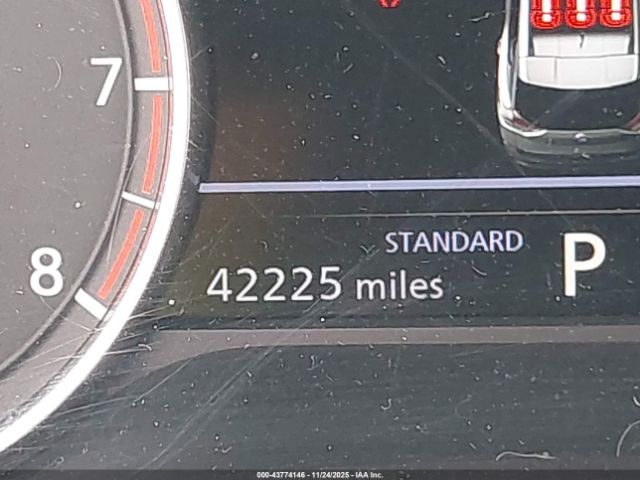 7
STANDARD
P
8
42225 miles
000-43774146 - 11/24/2025 - IAA Inc.